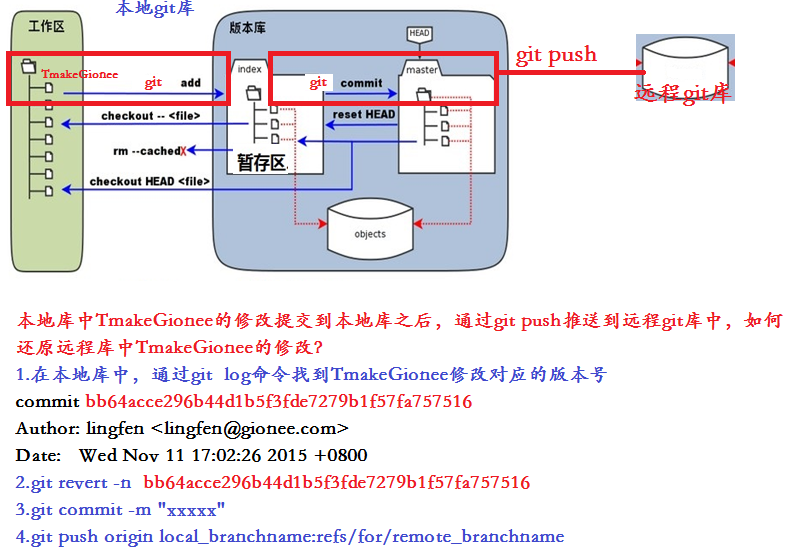 本地git库
工作区
版本库
HEAD
git push
index
master
TmakeGionee
git add
git commit
远程git库
checkout -- <file>
reset HEAD
rm --cached
X
暂存区
checkout HEAD <file>
objects
本地库中TmakeGionee的修改提交到本地库之后，通过git push推送到远程git库中，如何
还原远程库中TmakeGionee的修改？
1.在本地库中，通过git log命令找到TmakeGionee修改对应的版本号
commit bb64acce296b44d1b5f3fde7279b1f57fa757516
Author: lingfen <lingfen@gionee.com>
Date: Wed Nov 11 17:02:26 2015 +0800
2.git revert -n bb64acce296b44d1b5f3fde7279b1f57fa757516
3.git commit -m "xxxxx"
4.git push origin local_branchname:refs/for/remote_branchname